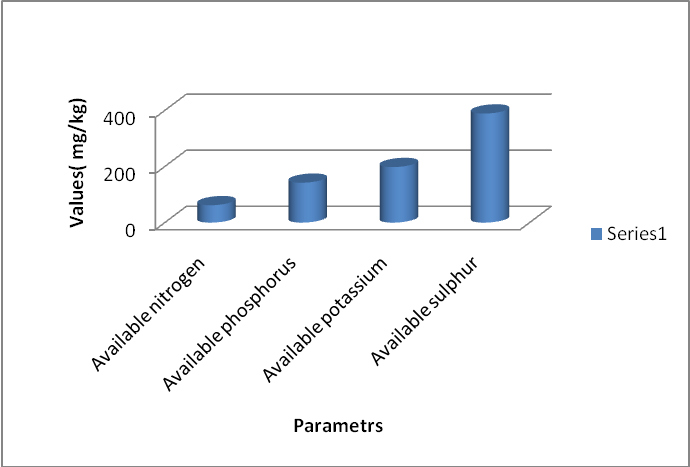 Values( mg/kg)
400
200
0
Available nitrogen
Available phosphorus
Available potassium
Available sulphur
Series1
Parametrs